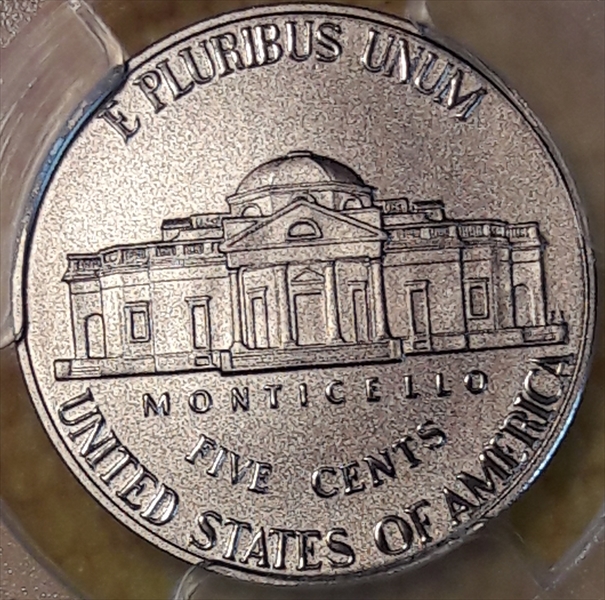 E PLURIBUS UNUM
MONTICELLO
FIVE CENTS
UNITED STATES OF AMERICA